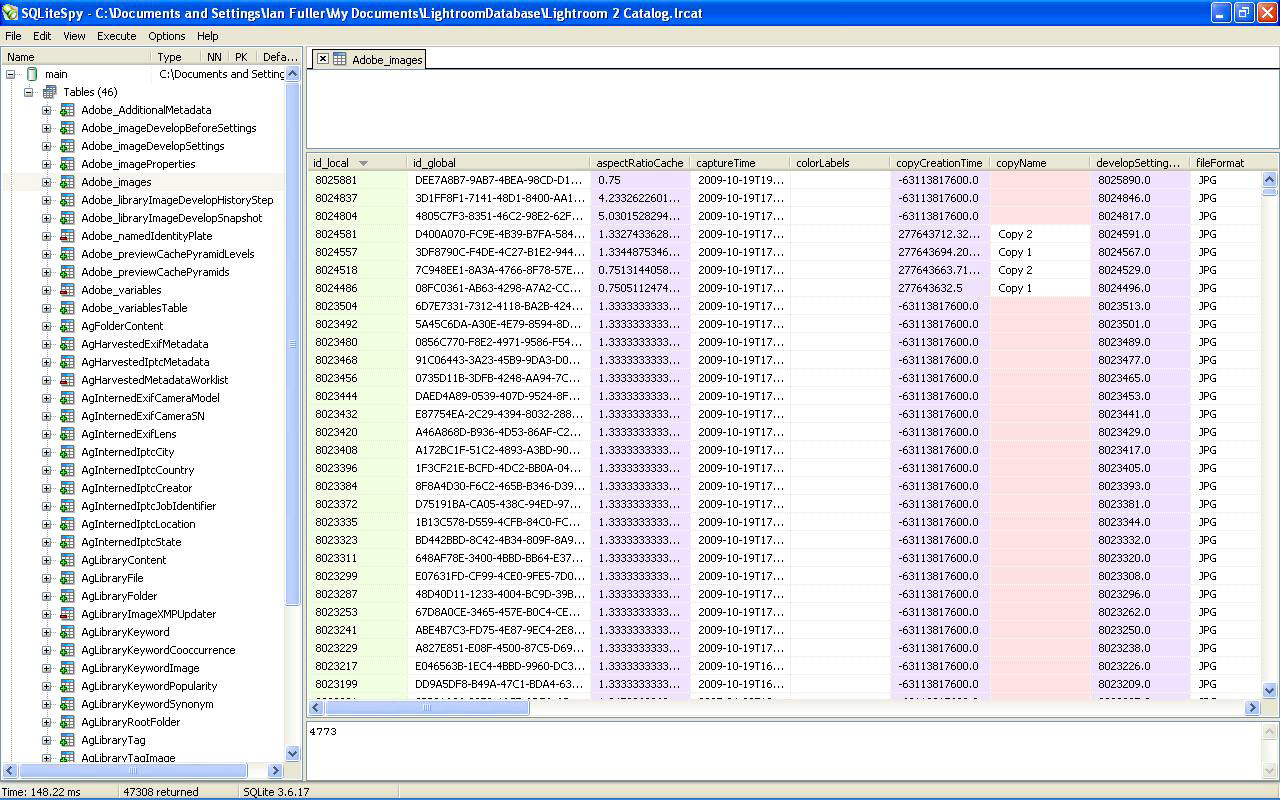 SQLiteSpy - C:\Documents and Settings\Ian Fuller\My Documents\LightroomDatabase\Lightroom 2 Catalog.lrcat
File Edit View Execute Options Help
Name Type NN PK Defa...
main C:\Documents and Setting
Tables (46)
Adobe_AdditionalMetadata
Adobe_imageDevelopBeforeSettings
Adobe_imageDevelopSettings
Adobe_imageProperties
Adobe_images
Adobe_libraryImageDevelopHistoryStep
Adobe_libraryImageDevelopSnapshot
Adobe_namedIdentityPlate
Adobe_previewCachePyramidLevels
Adobe_previewCachePyramids
Adobe_variables
Adobe_variablesTable
AgFolderContent
AgHarvestedExifMetadata
AgHarvestedIptcMetadata
AgHarvestedMetadataWorklist
AgInternedExifCameraModel
AgInternedExifCameraSN
AgInternedExifLens
AgInternedIptcCity
AgInternedIptcCountry
AgInternedIptcCreator
AgInternedIptcJobIdentifier
AgInternedIptcLocation
AgInternedIptcState
AgLibraryContent
AgLibraryFile
AgLibraryFolder
AgLibraryImageXMPUpdater
AgLibraryKeyword
AgLibraryKeywordCooccurrence
AgLibraryKeywordImage
AgLibraryKeywordPopularity
AgLibraryKeywordSynonym
AgLibraryRootFolder
AgLibraryTag
AgLibraryTagImage
Adobe_images
id_local id_global aspectRatioCache captureTime colorLabels copyCreationTime copyName developSetting... fileFormat
8025881 DEE7A8B7-9AB7-4BEA-98CD-D1... 0.75 2009-10-19T19... -63113817600.0 8025890.0 JPG
8024837 3D1FF8F1-7141-48D1-8400-AA1... 4.2332622601... 2009-10-19T17... -63113817600.0 8024846.0 JPG
8024804 4805C7F3-8351-46C2-98E2-62F... 5.0301528294... 2009-10-19T17... -63113817600.0 8024817.0 JPG
8024581 D400A070-FC9E-4B39-B7FA-584... 1.3327433628... 2009-10-19T17... 277643712.32... Copy 2 8024591.0 JPG
8024557 3DF8790C-F4DE-4C27-B1E2-944... 1.3344875346... 2009-10-19T17... 277643694.20... Copy 1 8024567.0 JPG
8024518 7C948EE1-8A3A-4766-8F78-57E... 0.7513144058... 2009-10-19T17... 277643663.71... Copy 2 8024529.0 JPG
8024486 08FC0361-AB63-4298-A7A2-CC... 0.7505112474... 2009-10-19T17... 277643632.5 Copy 1 8024496.0 JPG
8023504 6D7E7331-7312-4118-BA2B-424... 1.3333333333... 2009-10-19T17... -63113817600.0 8023513.0 JPG
8023492 5A45C6DA-A30E-4E79-8594-8D... 1.3333333333... 2009-10-19T17... -63113817600.0 8023501.0 JPG
8023480 0856C770-F8E2-4971-9586-F54... 1.3333333333... 2009-10-19T17... -63113817600.0 8023489.0 JPG
8023468 91C06443-3A23-45B9-9DA3-D0... 1.3333333333... 2009-10-19T17... -63113817600.0 8023477.0 JPG
8023456 0735D11B-3DFB-4248-AA94-7C... 1.3333333333... 2009-10-19T17... -63113817600.0 8023465.0 JPG
8023444 DAED4A89-0539-407D-9524-8F... 1.3333333333... 2009-10-19T17... -63113817600.0 8023453.0 JPG
8023432 E87754EA-2C29-4394-8032-288... 1.3333333333... 2009-10-19T17... -63113817600.0 8023441.0 JPG
8023420 A46A868D-B936-4D53-86AF-C2... 1.3333333333... 2009-10-19T17... -63113817600.0 8023429.0 JPG
8023408 A172BC1F-51C2-4893-A3BD-90... 1.3333333333... 2009-10-19T17... -63113817600.0 8023417.0 JPG
8023396 1F3CF21E-BCFD-4DC2-BB0A-04... 1.3333333333... 2009-10-19T17... -63113817600.0 8023405.0 JPG
8023384 8F8A4D30-F6C2-465B-B346-D39... 1.3333333333... 2009-10-19T17... -63113817600.0 8023393.0 JPG
8023372 D75191BA-CA05-438C-94ED-97... 1.3333333333... 2009-10-19T17... -63113817600.0 8023381.0 JPG
8023335 1B13C578-D559-4CFB-84C0-FC... 1.3333333333... 2009-10-19T17... -63113817600.0 8023344.0 JPG
8023323 BD442BBD-8C42-4B34-809F-8A9... 1.3333333333... 2009-10-19T17... -63113817600.0 8023332.0 JPG
8023311 648AF78E-3400-4BBD-BB64-E37... 1.3333333333... 2009-10-19T17... -63113817600.0 8023320.0 JPG
8023299 E07631FD-CF99-4CE0-9FE5-7D0... 1.3333333333... 2009-10-19T17... -63113817600.0 8023308.0 JPG
8023287 48D40D11-1233-4004-BC9D-39B... 1.3333333333... 2009-10-19T17... -63113817600.0 8023296.0 JPG
8023253 67D8A0CE-3465-457E-B0C4-CE... 1.3333333333... 2009-10-19T17... -63113817600.0 8023262.0 JPG
8023241 ABE4B7C3-FD75-4E87-9EC4-2E8... 1.3333333333... 2009-10-19T17... -63113817600.0 8023250.0 JPG
8023229 A827E851-E08F-4500-87C5-D69... 1.3333333333... 2009-10-19T17... -63113817600.0 8023238.0 JPG
8023217 E046563B-1EC4-4BED-9960-DC3... 1.3333333333... 2009-10-19T16... -63113817600.0 8023226.0 JPG
8023199 DD9A5DF8-B49A-47C1-BDA4-63... 1.3333333333... 2009-10-19T16... -63113817600.0 8023209.0 JPG
4773
Time: 148.22 ms 47308 returned SQLite 3.6.17